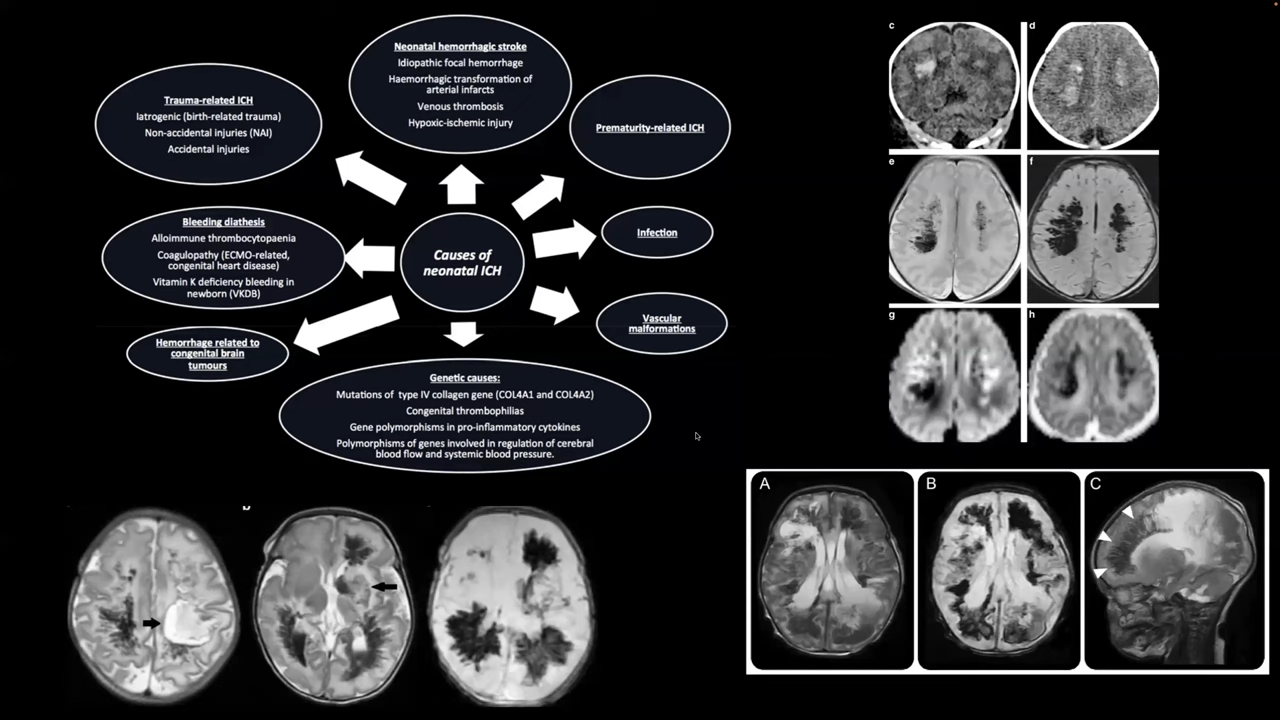 Neonatal hemorrhagic stroke
Idiopathic focal hemorrhage
Haemorrhagic transformation of
arterial infarcts
Venous thrombosis
Hypoxic-ischemic injury
Trauma-related ICH
Iatrogenic (birth-related trauma)
Non-accidental injuries (NAI)
Accidental injuries
Prematurity-related ICH
Bleeding diathesis
Alloimmune thrombocytopaenia
Coagulopathy (ECMO-related,
congenital heart disease)
Vitamin K deficiency bleeding in
newborn (VKDB)
Causes of
neonatal ICH
Infection
Hemorrhage related to
congenital brain
tumours
Vascular
malformations
Genetic causes:
Mutations of type IV collagen gene (COL4A1 and COL4A2)
Congenital thrombophilias
Gene polymorphisms in pro-inflammatory cytokines
Polymorphisms of genes involved in regulation of cerebral
blood flow and systemic blood pressure.
c
d
e
f
g
h
A
B
C